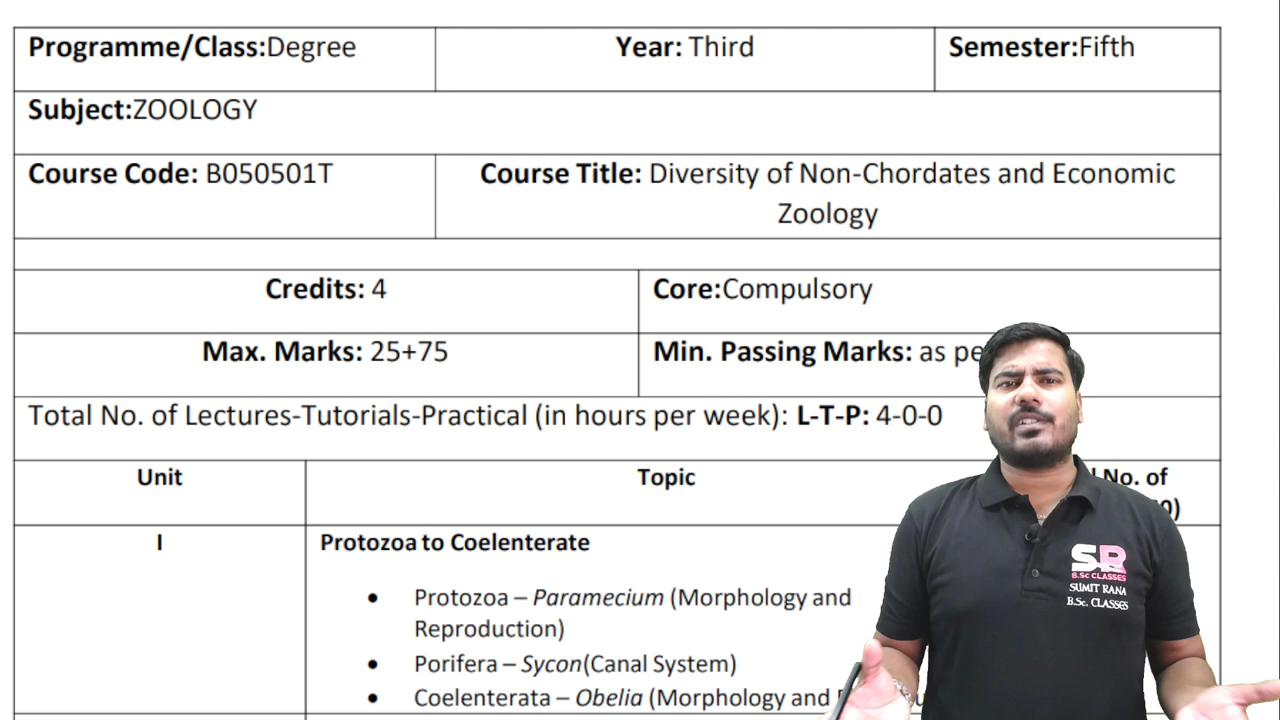 Programme/Class:Degree
Year: Third
Semester:Fifth
Subject:ZOOLOGY
Course Code: B050501T
Course Title: Diversity of Non-Chordates and Economic
Zoology
Credits: 4
Core:Compulsory
Max. Marks: 25+75
Min. Passing Marks: as
Total No. of Lectures-Tutorials-Practical (in hours per week): L-T-P: 4-0-0
Unit
Topic
No. of
I
Protozoa to Coelenterate
• Protozoa – Paramecium (Morphology and
Reproduction)
• Porifera – Sycon(Canal System)
• Coelenterata – Obelia (Morphology and
SR
B.SC CLASSES
SUMIT RANA
B.Sc. CLASSES